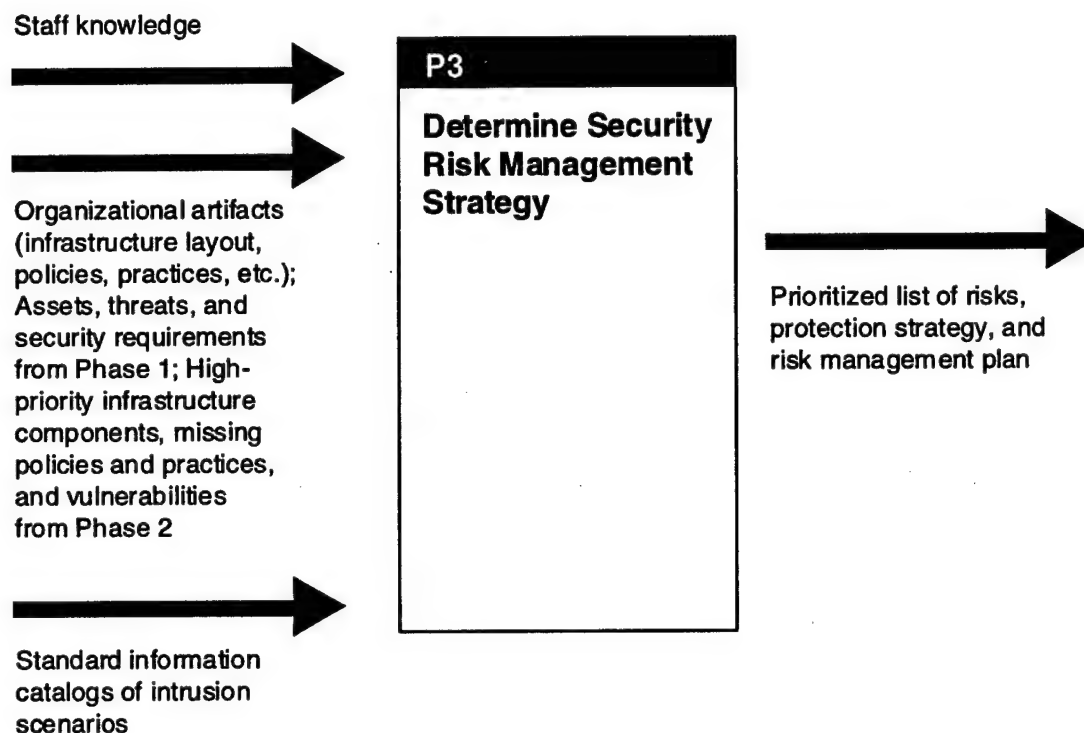 Staff knowledge
P3
Determine Security
Risk Management
Strategy
Organizational artifacts
(infrastructure layout,
policies, practices, etc.);
Assets, threats, and
security requirements
from Phase 1; High-
priority infrastructure
components, missing
policies and practices,
and vulnerabilities
from Phase 2
Standard information
catalogs of intrusion
scenarios
Prioritized list of risks,
protection strategy, and
risk management plan